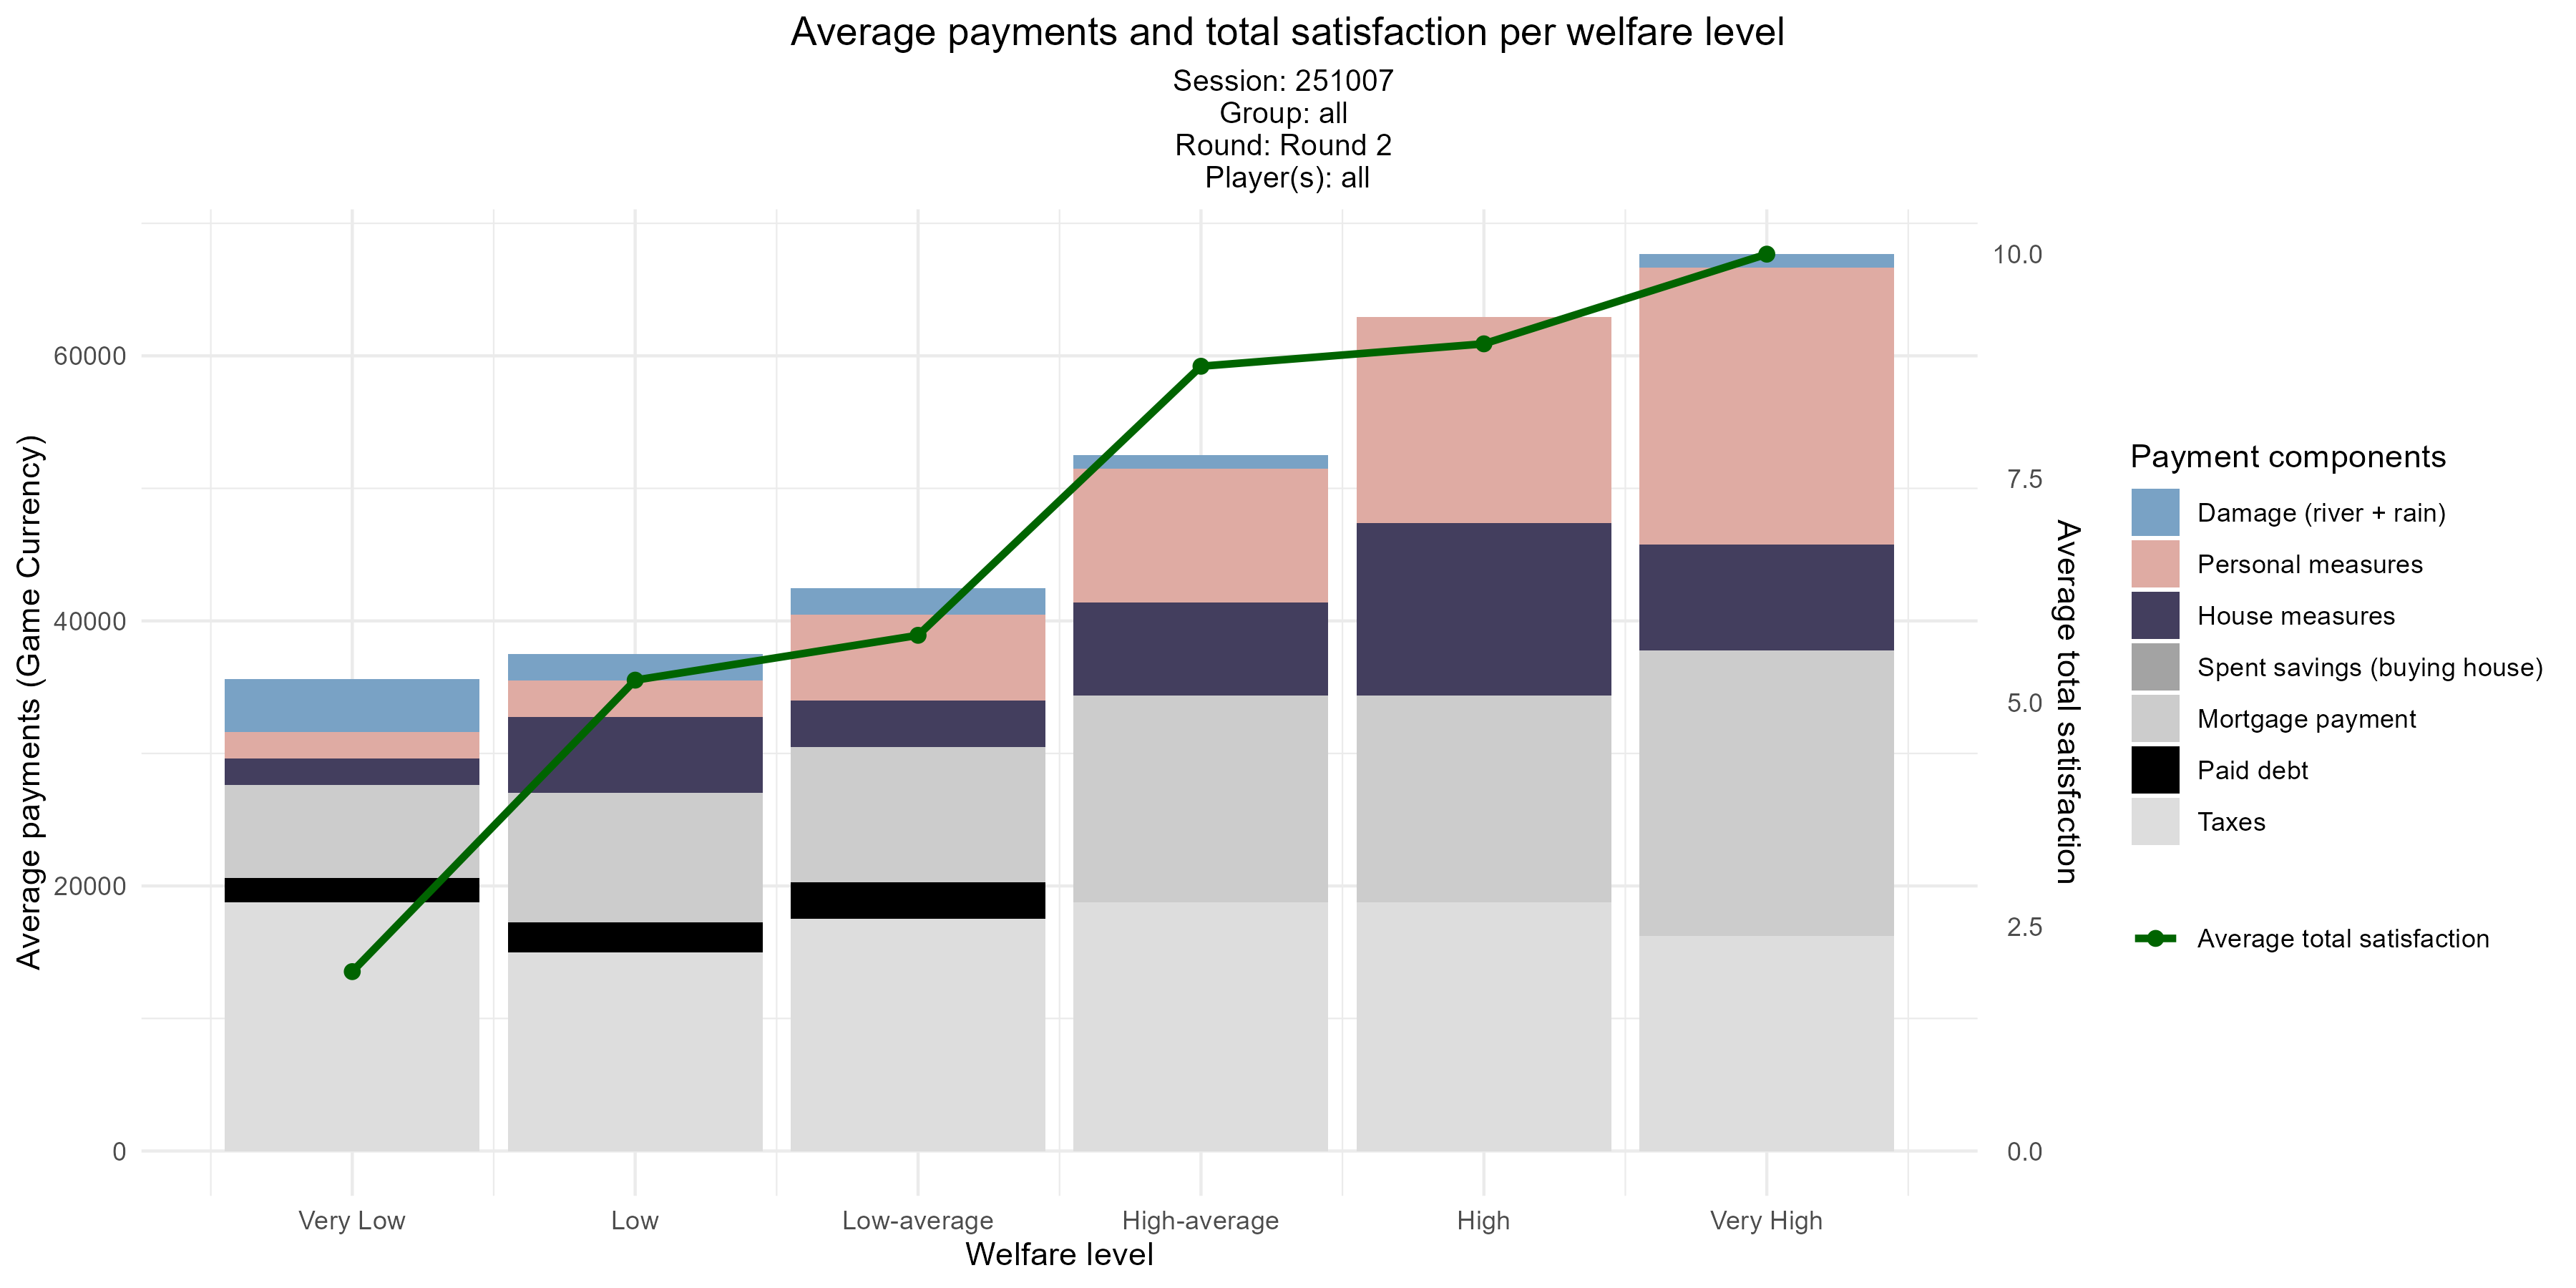 Average payments and total satisfaction per welfare level
Session: 251007
Group: all
Round: Round 2
Player(s): all
Average payments (Game Currency)
60000
40000
20000
0
10.0
7.5
5.0
2.5
0.0
Average total satisfaction
Very Low
Low
Low-average
High-average
High
Very High
Welfare level
Payment components
Damage (river + rain)
Personal measures
House measures
Spent savings (buying house)
Mortgage payment
Paid debt
Taxes
Average total satisfaction